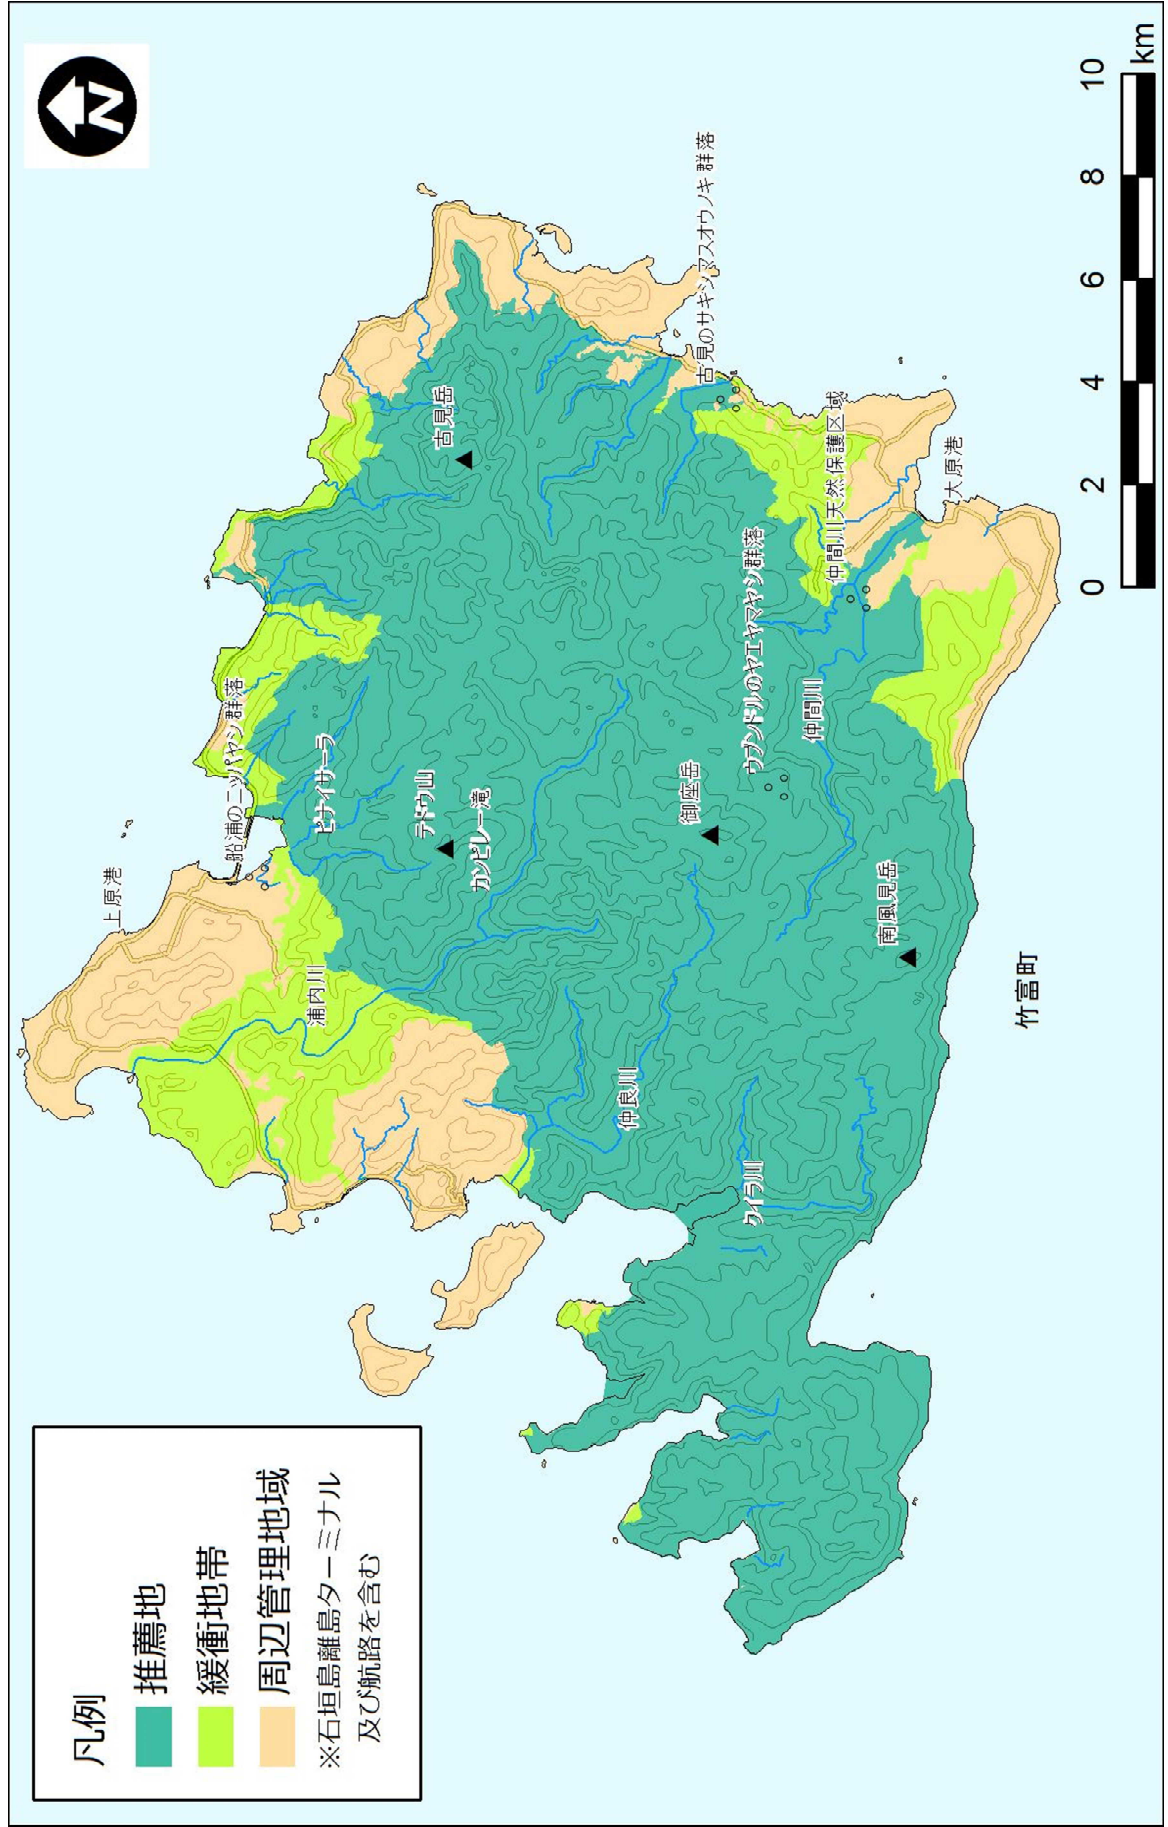 凡例
推薦地
緩衝地帯
周辺管理地域
※石垣島離島ターミナル
及び航路を含む
N
上原港
船浦のニッパヤシ群落
浦内川
ピナイサーラ
テドウ山
カンピレー滝
古見岳
古見のサキシマスオウノキ群落
仲良川
御座岳
ウブンドルのヤエヤマヤシ群落
仲間川天然保護区域
仲間川
クイラ川
南風見岳
大原港
竹富町
0 2 4 6 8 10
km